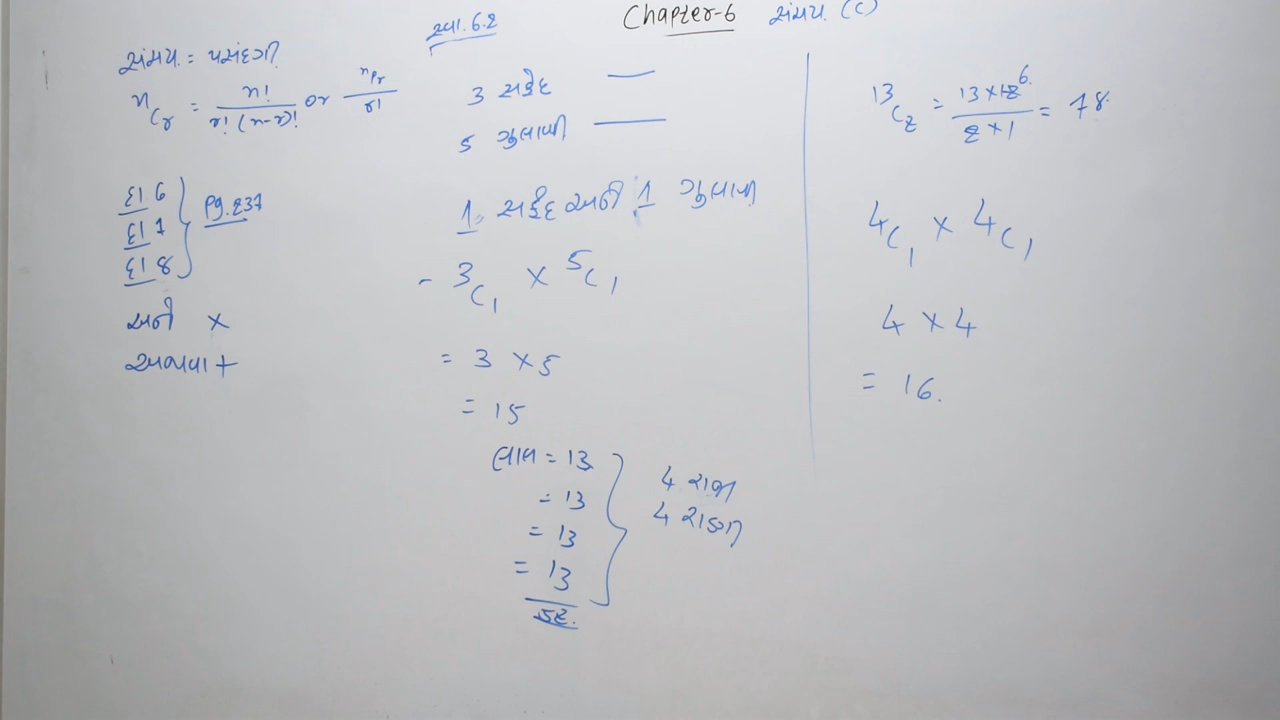 Chapter-6 સંચય (C)
સ્વા. 6.2
સંચય = પસંદગી
nCr = n! / r! (n-r)! or nPr / r!
દા 6
દા 7
દા 8
Pg. 237
અને ×
અથવા +
3 સફેદ
5 ગુલાબી
1 સફેદ અને 1 ગુલાબી
- 3C1 × 5C1
= 3 × 5
= 15
લાલ = 13
= 13
= 13
= 13
52.
4 રાજા
4 રાણી
13C2 = 13 × 12 6 / 2 × 1 = 78.
4C1 × 4C1
4 × 4
= 16.